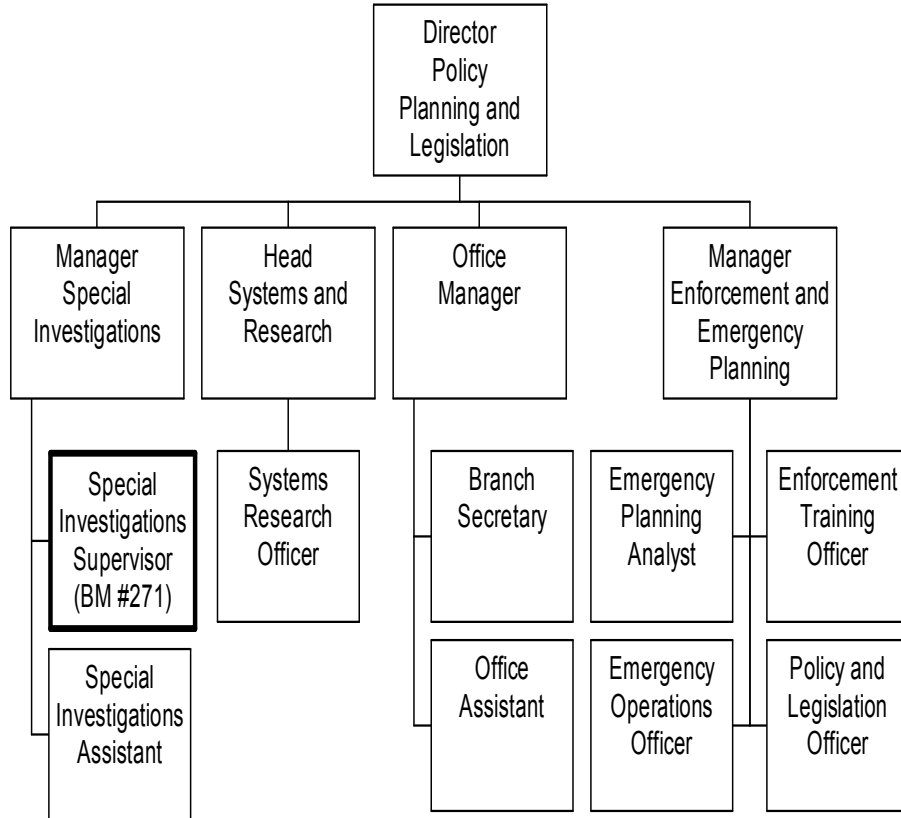 Director
Policy
Planning and
Legislation
Manager
Special
Investigations
Head
Systems and
Research
Office
Manager
Manager
Enforcement and
Emergency
Planning
Special
Investigations
Supervisor
(BM #271)
Systems
Research
Officer
Branch
Secretary
Emergency
Planning
Analyst
Enforcement
Training
Officer
Special
Investigations
Assistant
Office
Assistant
Emergency
Operations
Officer
Policy and
Legislation
Officer